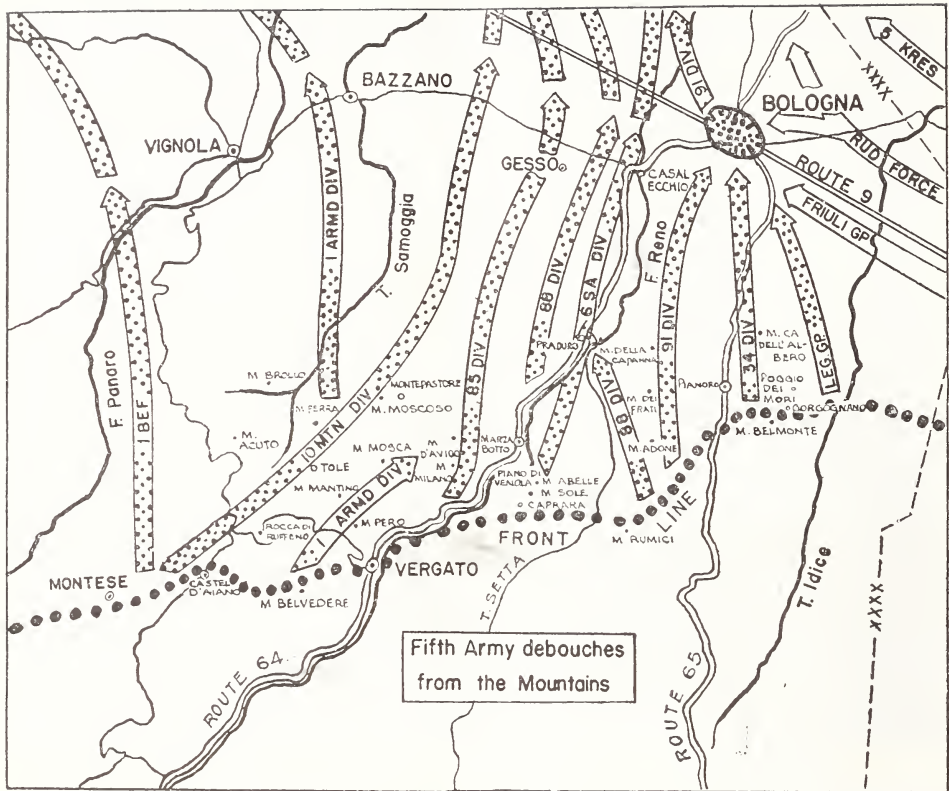 5 KRES
XXXX
BAZZANO
91 DIV
BOLOGNA
VIGNOLA
RUD FORCE
GESSO
CASAL
ECCHIO
ROUTE 9
FRIULI GP
1 ARMD DIV
T. Samoggia
F. Reno
88 DIV
6 SA DIV
F. Panaro
1 BEF
10 MTN DIV
85 DIV
91 DIV
34 DIV
LEG. GP
PRADURO
M. DELLA
CAPANNA
M. CA
DELL'AL-
BERO
M. BROLLO
MONTEPASTORE
M. MOSCOSO
M. SERRA
PIANORO
POGGIO
DEI
MORI
M. DEI
FRATI
88 DIV
BORGOGNANO
M. BELMONTE
M.
ACUTO
M. MOSCA
M
D'AVIGO
MARZA
BOTTO
M. ADONE
TOLE
M
MILANO
M MANTINO
ARMD DIV
PIANO DI
VENOLA
M ABELLE
M SOLE
CAPRARA
ROCCA DI
RUFFENO
M PERO
FRONT
LINE
M. RUMICI
VERGATO
MONTESE
CASTEL
D'AIANO
M BELVEDERE
T. SETTA
T. Idice
XXXX
ROUTE 64
ROUTE 65
Fifth Army debouches
from the Mountains